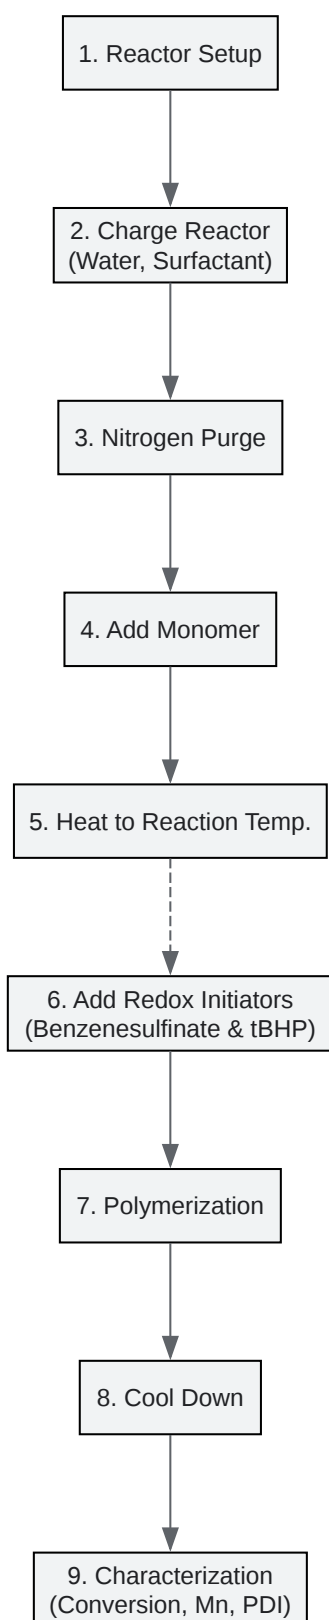 1. Reactor Setup
2. Charge Reactor
(Water, Surfactant)
3. Nitrogen Purge
4. Add Monomer
5. Heat to Reaction Temp.
6. Add Redox Initiators
(Benzenesulfinate & tBHP)
7. Polymerization
8. Cool Down
9. Characterization
(Conversion, Mn, PDI)